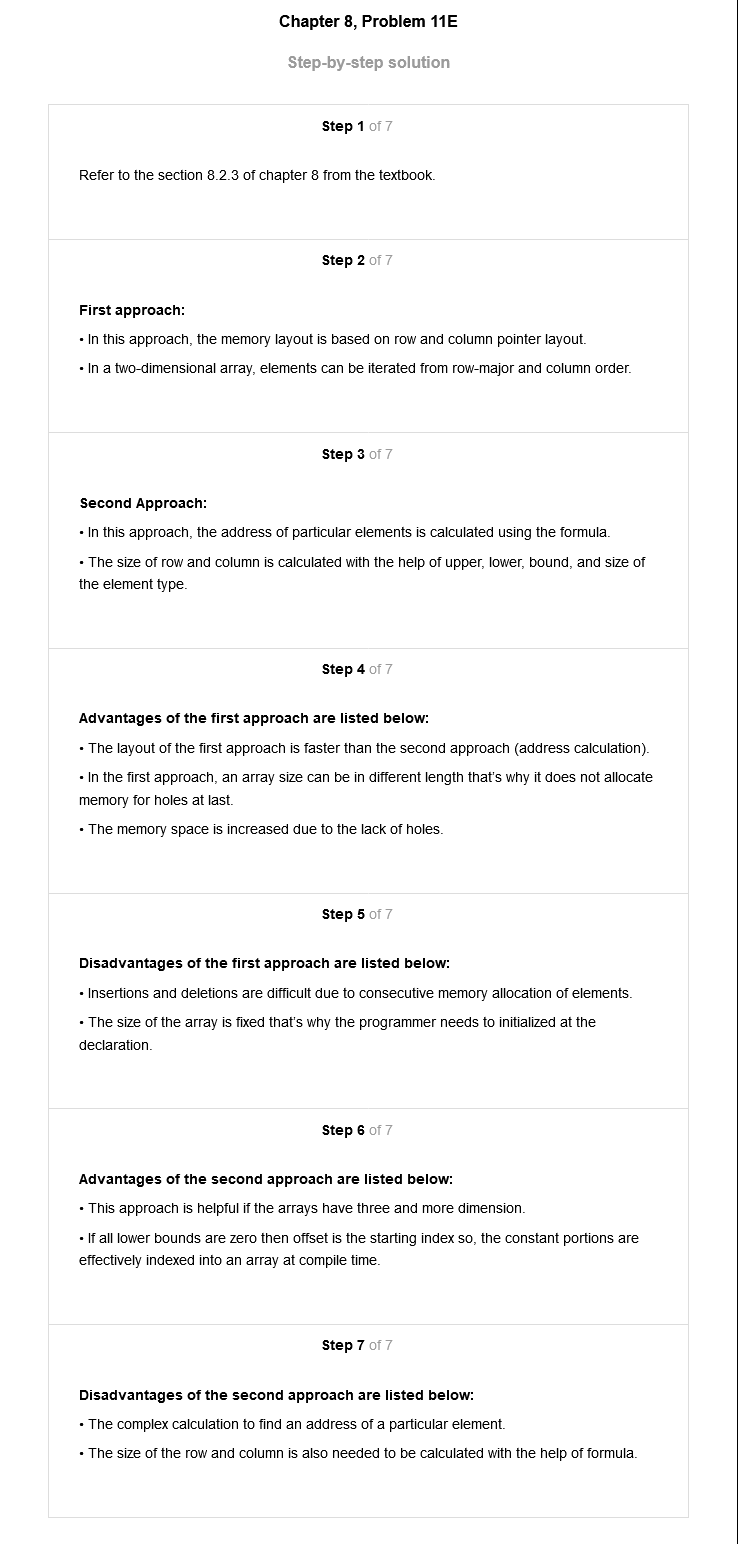 Chapter 8, Problem 11E
Step-by-step solution
Step 1 of 7
Refer to the section 8.2.3 of chapter 8 from the textbook.
Step 2 of 7
First approach:
• In this approach, the memory layout is based on row and column pointer layout.
• In a two-dimensional array, elements can be iterated from row-major and column order.
Step 3 of 7
Second Approach:
• In this approach, the address of particular elements is calculated using the formula.
• The size of row and column is calculated with the help of upper, lower, bound, and size of
the element type.
Step 4 of 7
Advantages of the first approach are listed below:
• The layout of the first approach is faster than the second approach (address calculation).
• In the first approach, an array size can be in different length that's why it does not allocate
memory for holes at last.
• The memory space is increased due to the lack of holes.
Step 5 of 7
Disadvantages of the first approach are listed below:
• Insertions and deletions are difficult due to consecutive memory allocation of elements.
• The size of the array is fixed that's why the programmer needs to initialized at the
declaration.
Step 6 of 7
Advantages of the second approach are listed below:
• This approach is helpful if the arrays have three and more dimension.
• If all lower bounds are zero then offset is the starting index so, the constant portions are
effectively indexed into an array at compile time.
Step 7 of 7
Disadvantages of the second approach are listed below:
• The complex calculation to find an address of a particular element.
• The size of the row and column is also needed to be calculated with the help of formula.